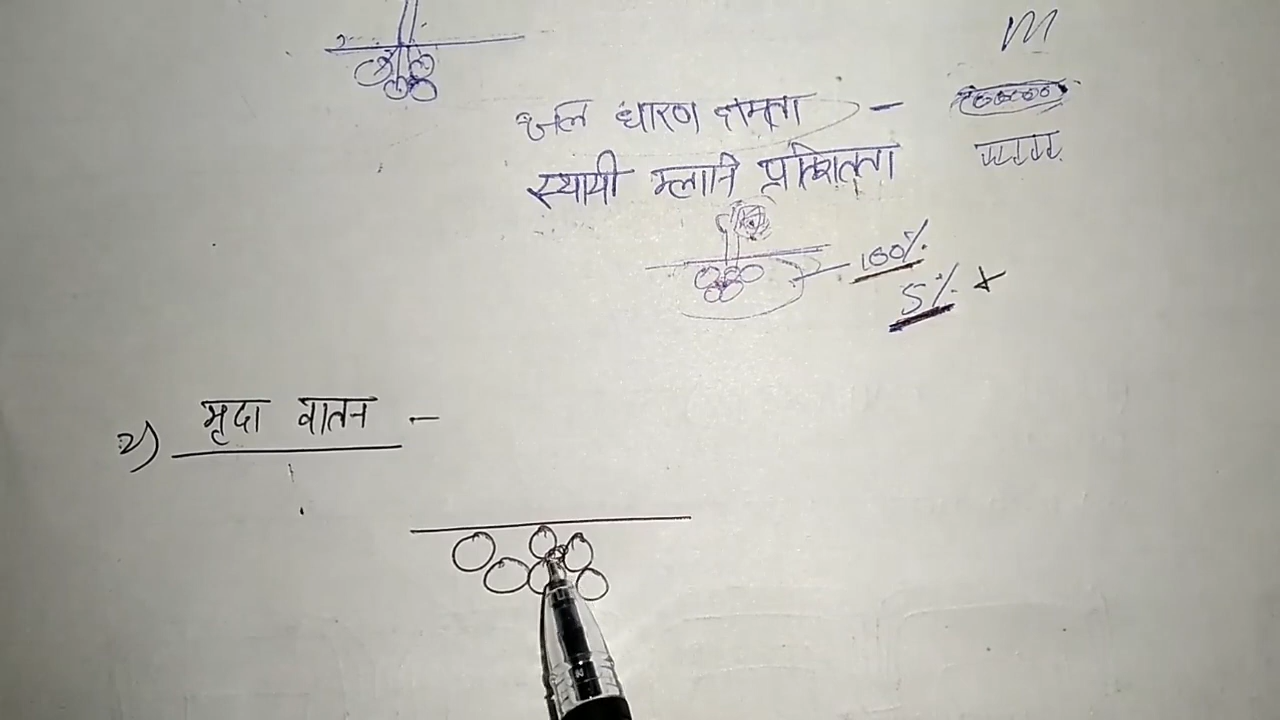 M
जल धारण क्षमता -
स्थायी म्लानि प्रतिशतता
100%
5% x
2) मृदा वातन -